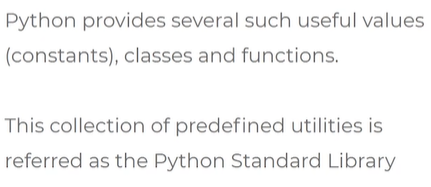 Python provides several such useful values
(constants), classes and functions.
This collection of predefined utilities is
referred as the Python Standard Library